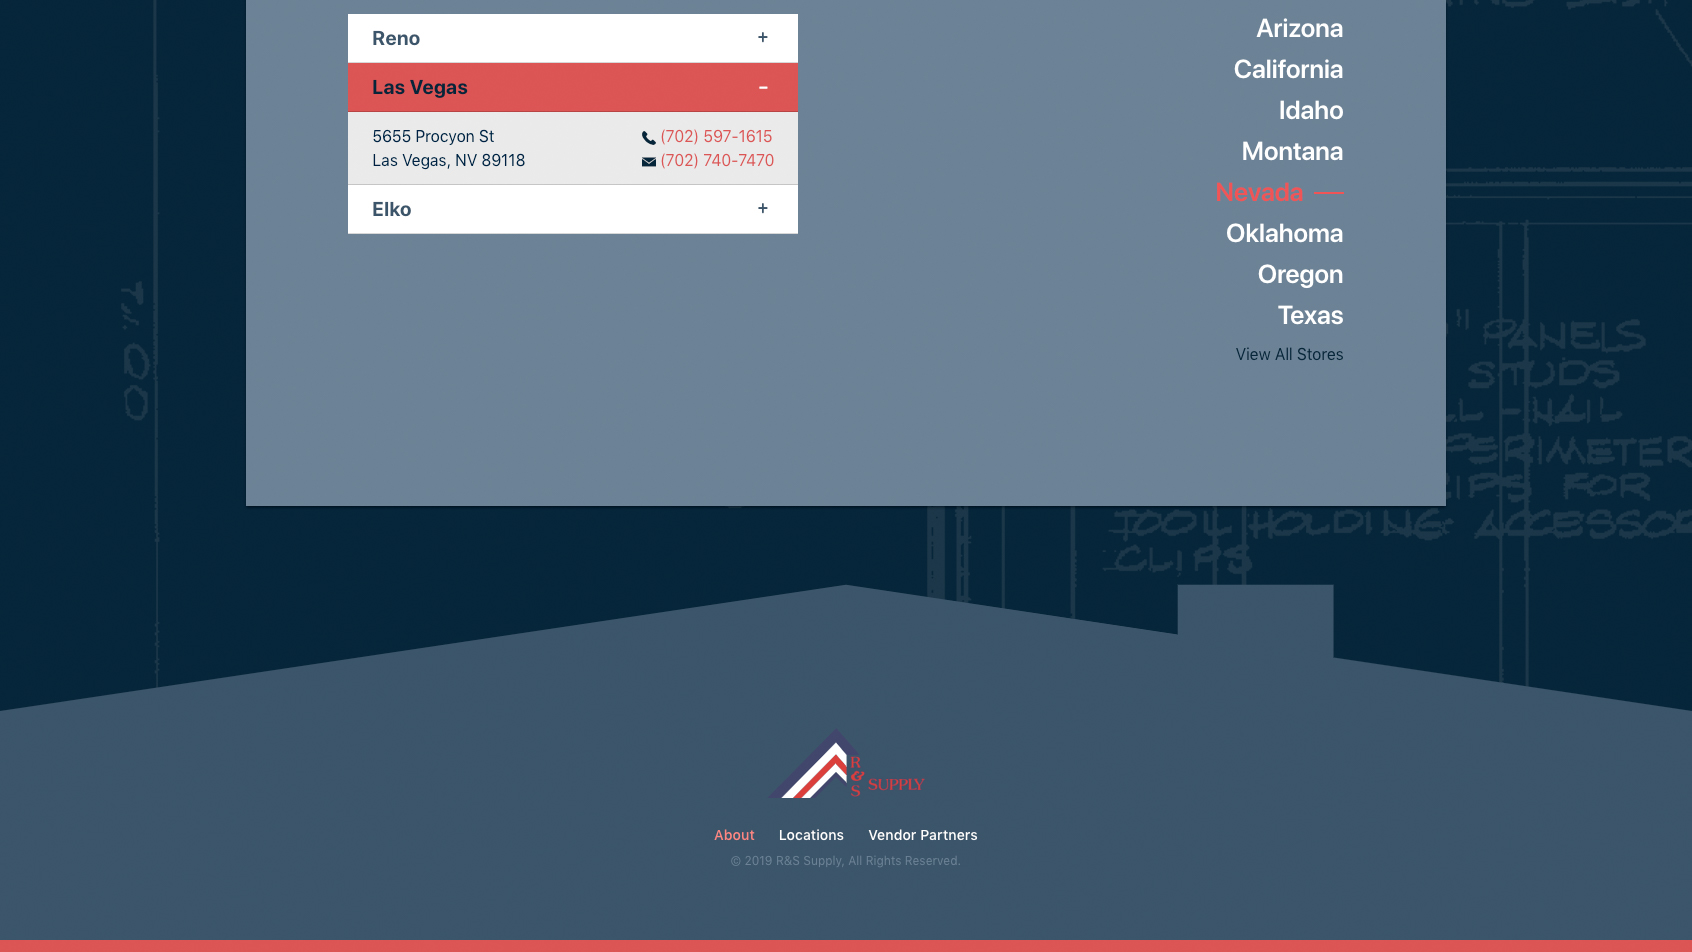 Reno +
Las Vegas -
5655 Procyon St
Las Vegas, NV 89118
(702) 597-1615
(702) 740-7470
Elko +
Arizona
California
Idaho
Montana
Nevada
Oklahoma
Oregon
Texas
View All Stores
" PANELS
STUDS
L - NAIL
PERIMETER
FOR
TOOL HOLDING ACCESSOR
CLIPS
R
&
S SUPPLY
About Locations Vendor Partners
© 2019 R&S Supply, All Rights Reserved.